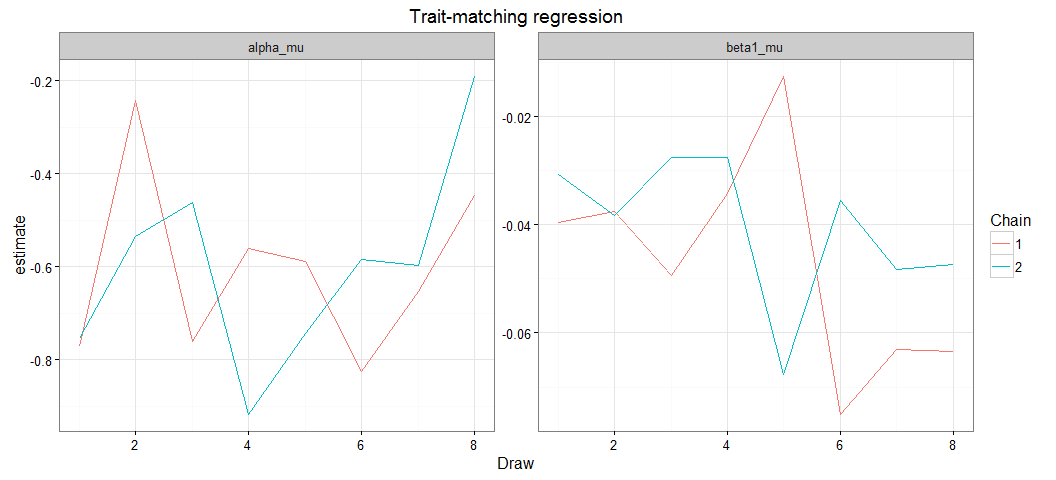 Trait-matching regression
alpha_mu
beta1_mu
-0.2
-0.4
-0.6
-0.8
estimate
-0.02
-0.04
-0.06
2 4 6 8
2 4 6 8
Draw
Chain
1
2